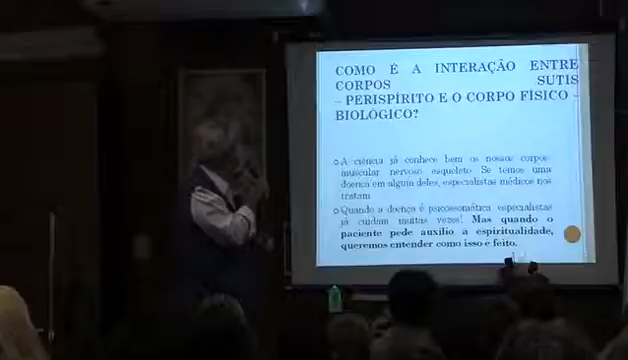 COMO É A INTERAÇÃO ENTRE
CORPOS SUTIS
– PERISPÍRITO E O CORPO FÍSICO -
BIOLÓGICO?
A ciência já conhece bem os nossos corpos:
muscular nervoso esqueleto. Se temos uma
doença em algum deles, especialistas médicos nos
tratam.
Quando a doença é psicossomática especialistas
já cuidam muitas vezes! Mas quando o
paciente pede auxílio a espiritualidade,
queremos entender como isso é feito.